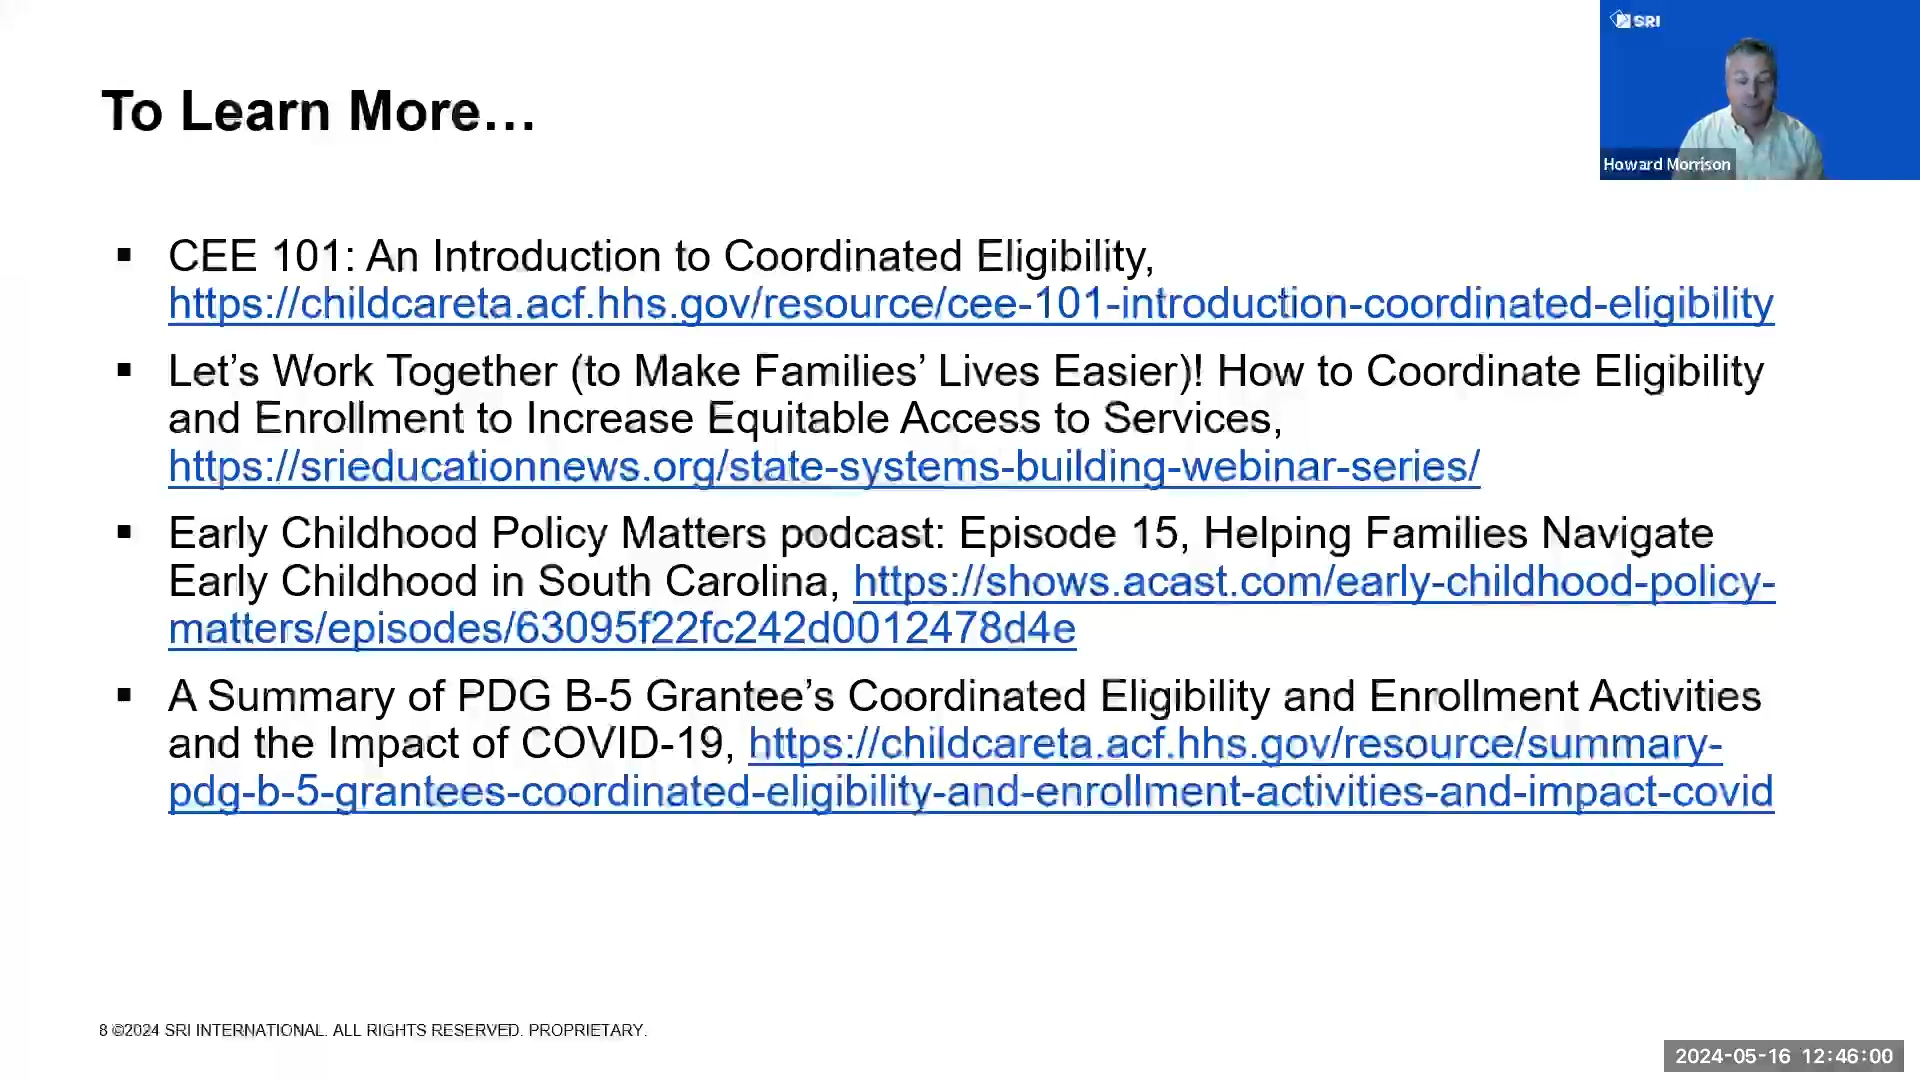 SRI
To Learn More…
Howard Morrison
▪ CEE 101: An Introduction to Coordinated Eligibility,
https://childcareta.acf.hhs.gov/resource/cee-101-introduction-coordinated-eligibility
▪ Let’s Work Together (to Make Families’ Lives Easier)! How to Coordinate Eligibility
and Enrollment to Increase Equitable Access to Services,
https://srieducationnews.org/state-systems-building-webinar-series/
▪ Early Childhood Policy Matters podcast: Episode 15, Helping Families Navigate
Early Childhood in South Carolina, https://shows.acast.com/early-childhood-policy-
matters/episodes/63095f22fc242d0012478d4e
▪ A Summary of PDG B-5 Grantee’s Coordinated Eligibility and Enrollment Activities
and the Impact of COVID-19, https://childcareta.acf.hhs.gov/resource/summary-
pdg-b-5-grantees-coordinated-eligibility-and-enrollment-activities-and-impact-covid
8 ©2024 SRI INTERNATIONAL. ALL RIGHTS RESERVED. PROPRIETARY.
2024-05-16 12:46:00